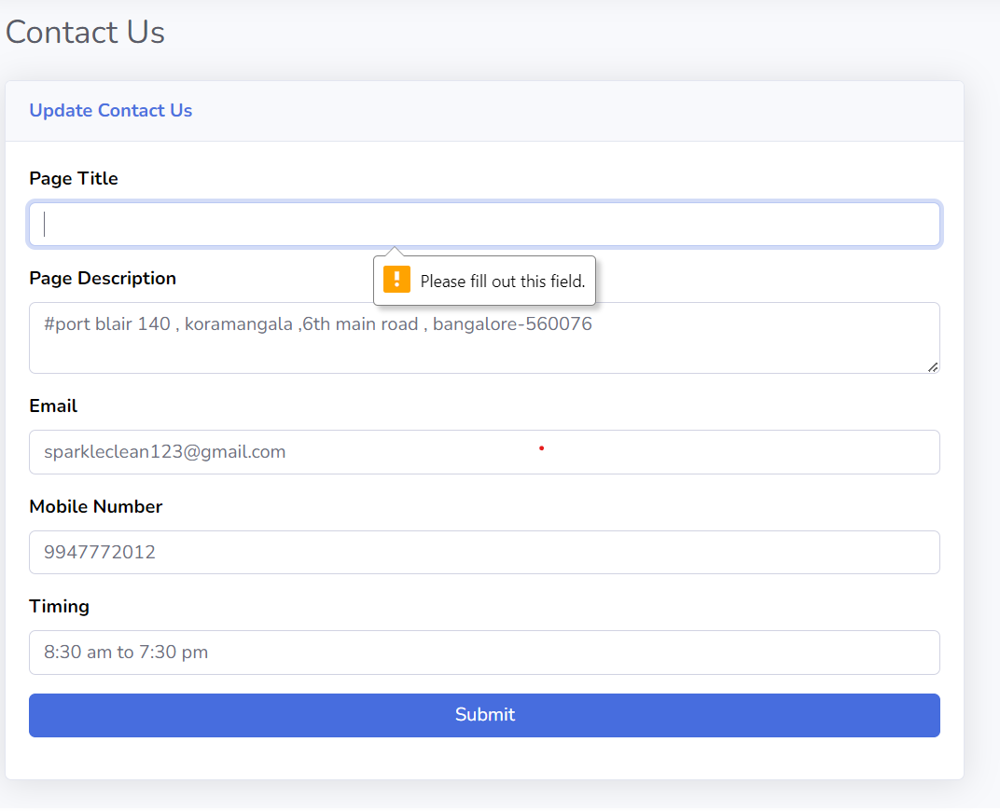 Contact Us
Update Contact Us
Page Title
Please fill out this field.
Page Description
#port blair 140 , koramangala ,6th main road , bangalore-560076
Email
sparkleclean123@gmail.com
Mobile Number
9947772012
Timing
8:30 am to 7:30 pm
Submit